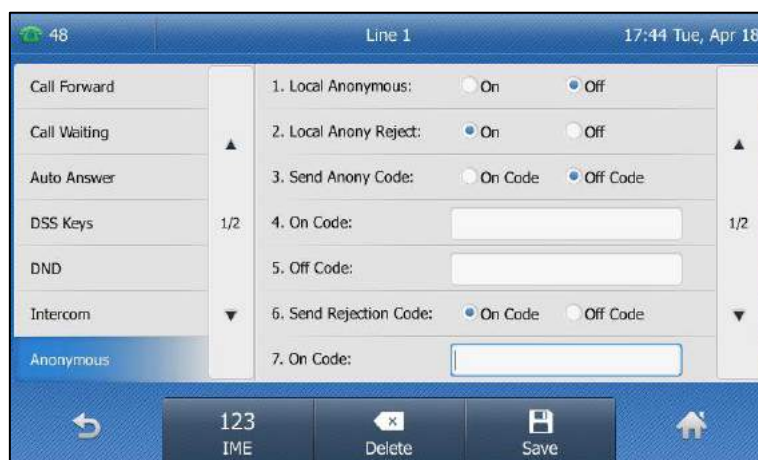 48 Line 1 17:44 Tue, Apr 18
Call Forward 1. Local Anonymous: On Off
Call Waiting 2. Local Anony Reject: On Off
Auto Answer 3. Send Anony Code: On Code Off Code
DSS Keys 1/2 4. On Code: 1/2
DND 5. Off Code:
Intercom 6. Send Rejection Code: On Code Off Code
Anonymous 7. On Code:
123
IME Delete Save